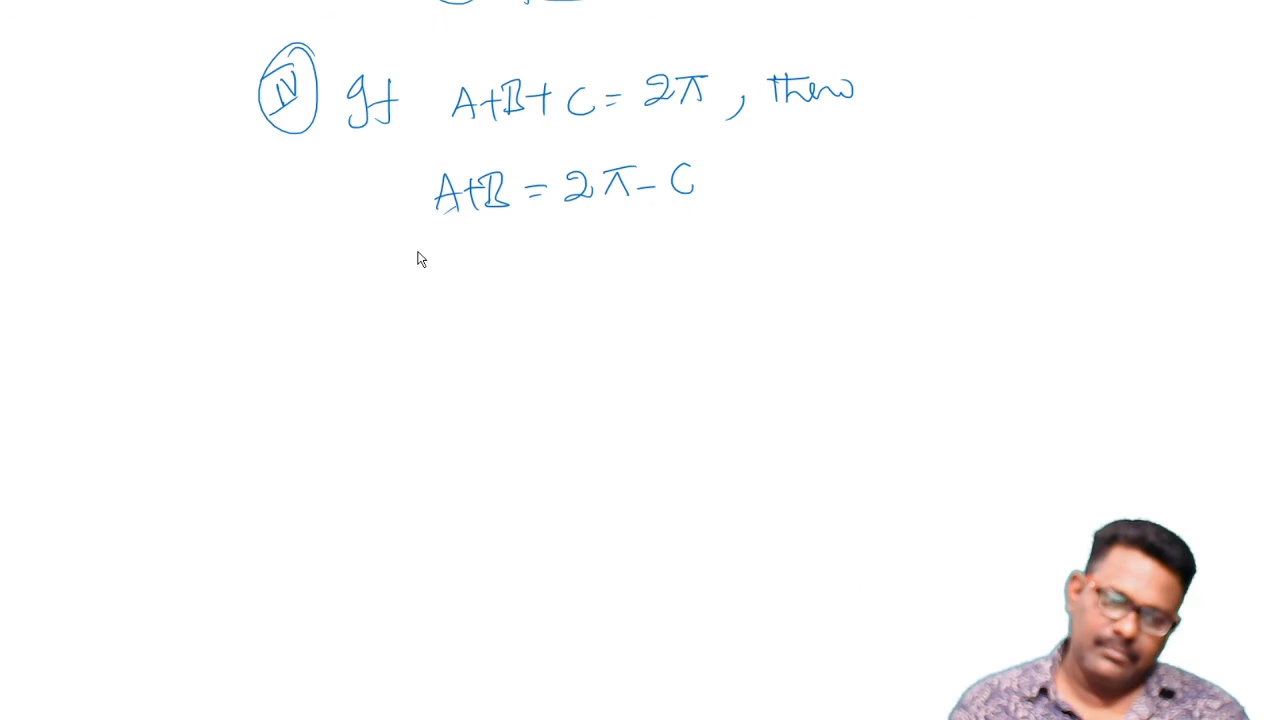 IV If A+B+C=2π, then
A+B = 2π-C